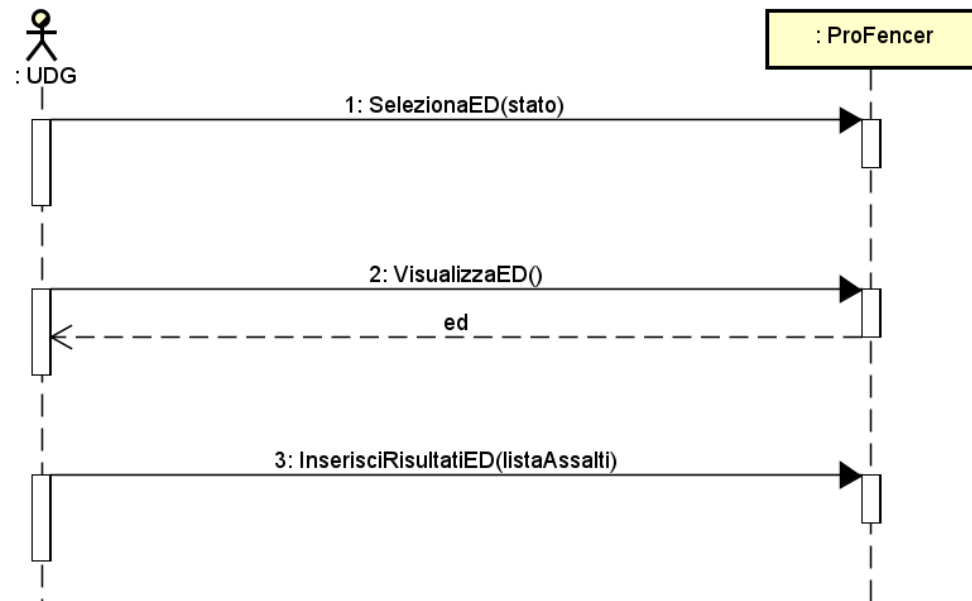 : UDG
: ProFencer
1: SelezionaED(stato)
2: VisualizzaED()
ed
3: InserisciRisultatiED(listaAssalti)